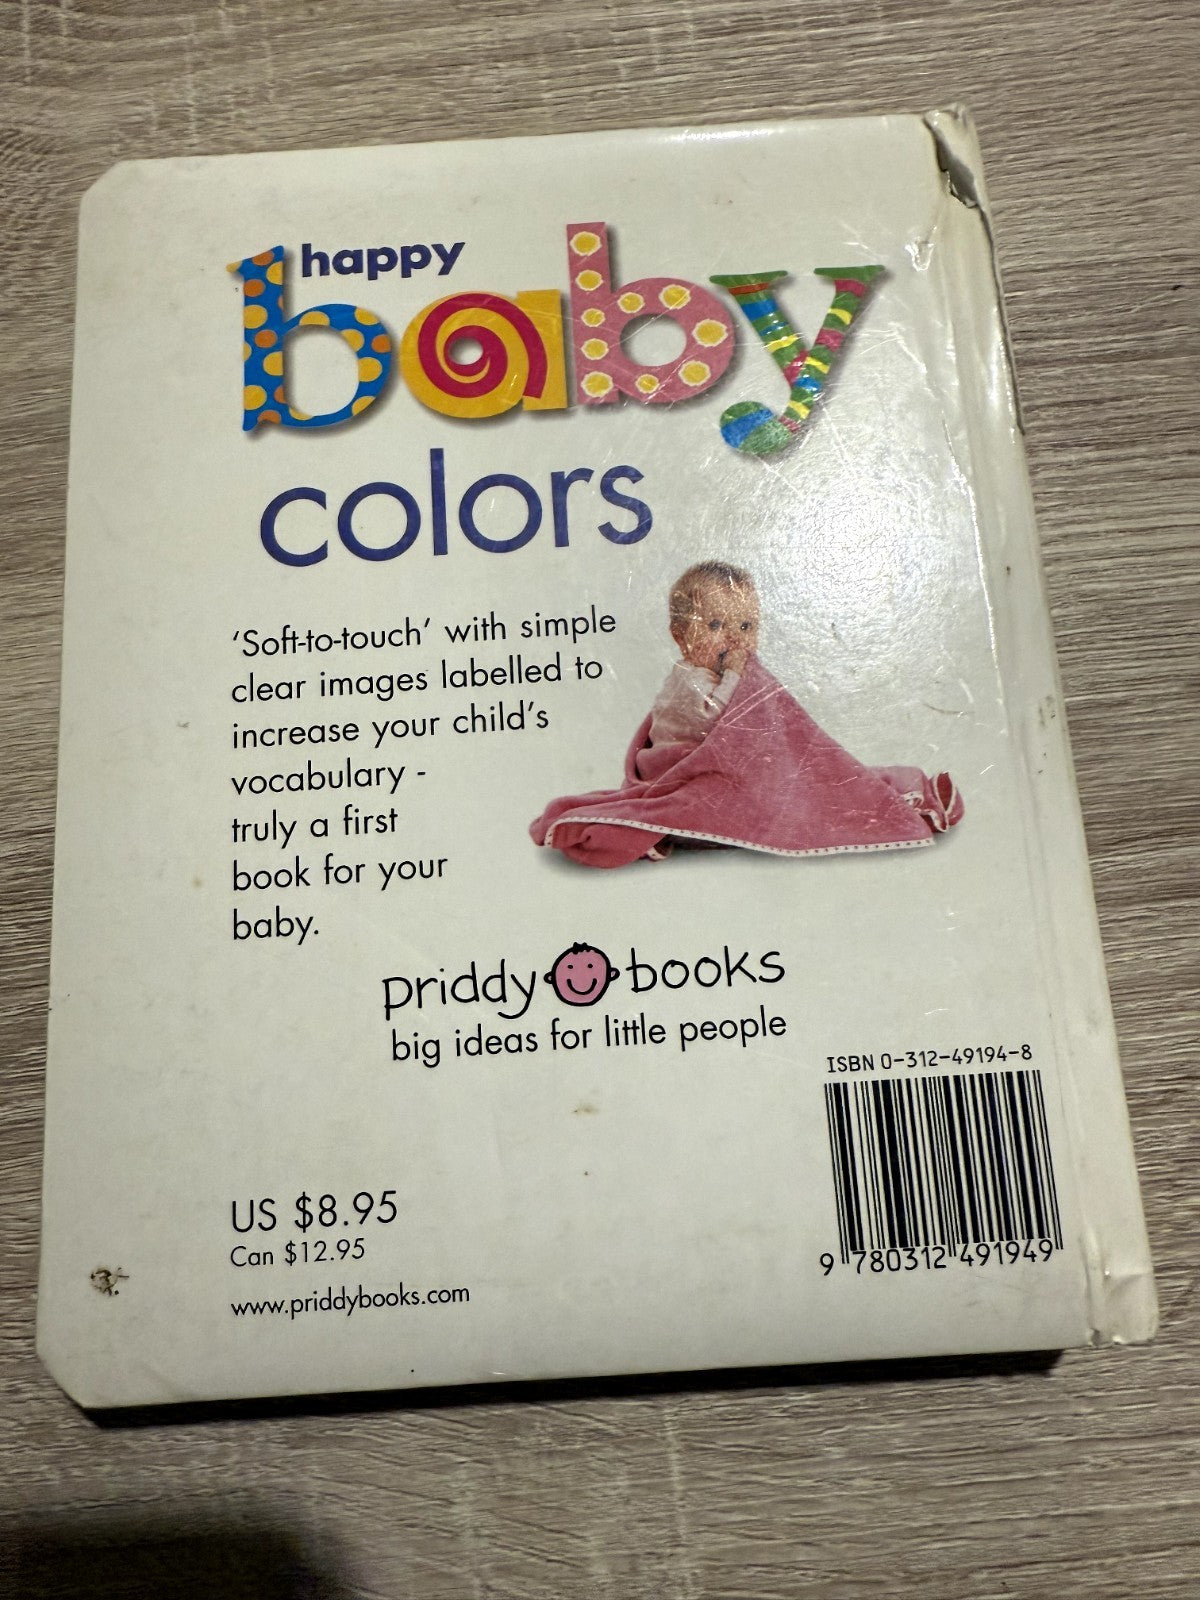 happy
baby
colors
‘Soft-to-touch’ with simple
clear images labelled to
increase your child’s
vocabulary -
truly a first
book for your
baby.
priddy books
big ideas for little people
ISBN 0-312-49194-8
9 780312 491949
US $8.95
Can $12.95
www.priddybooks.com